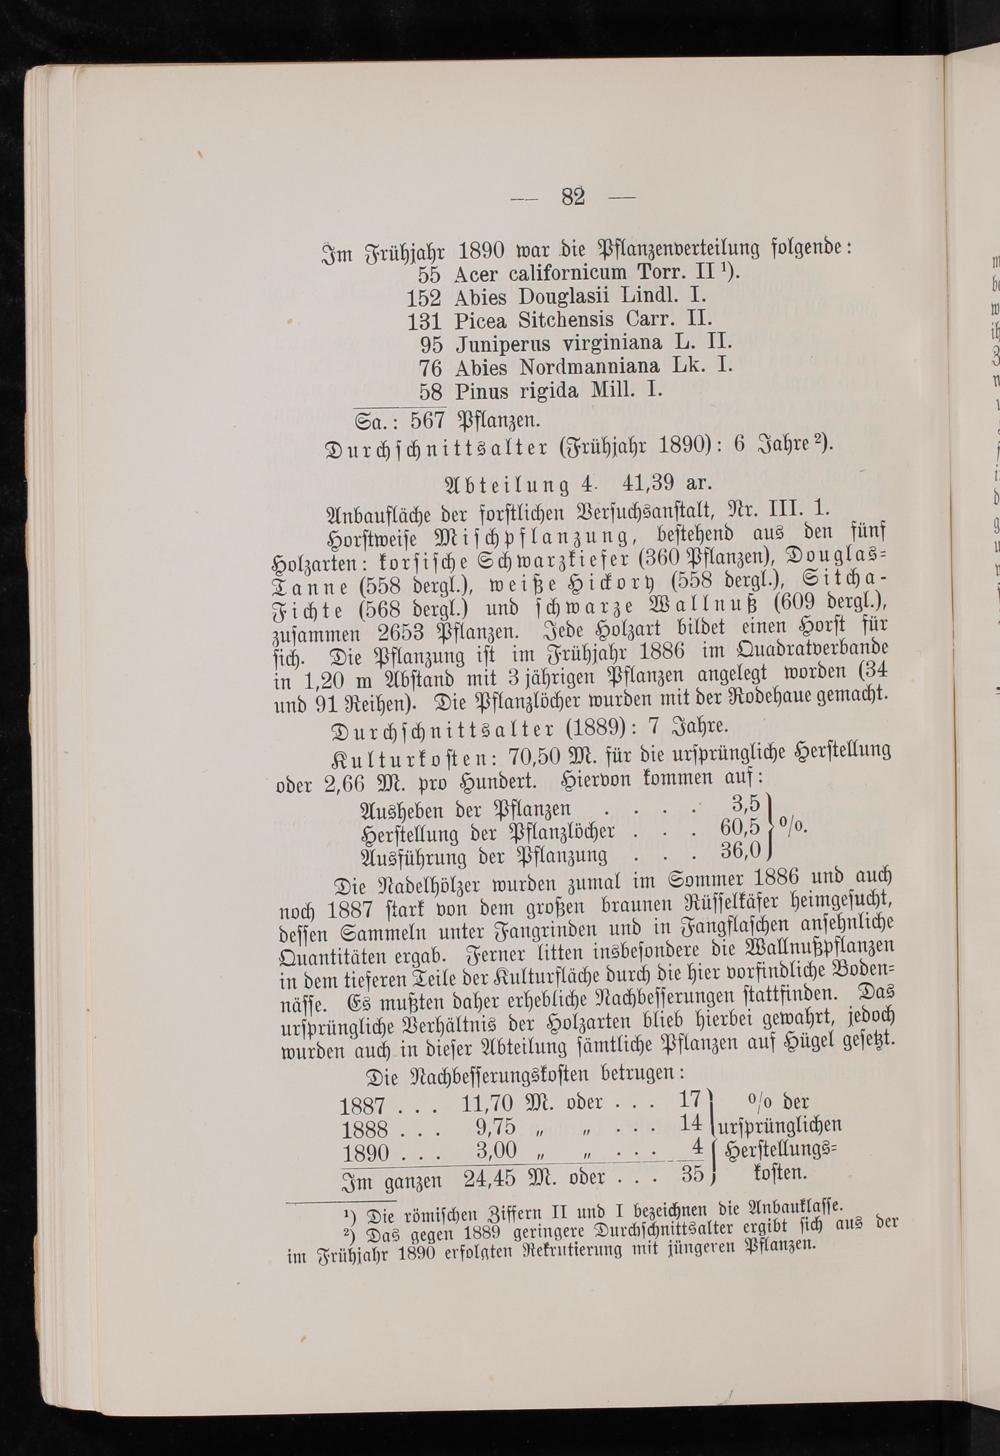 — 82 —
Im Frühjahr 1890 war die Pflanzenverteilung folgende:
55 Acer californicum Torr. II ¹).
152 Abies Douglasii Lindl. I.
131 Picea Sitchensis Carr. II.
95 Juniperus virginiana L. II.
76 Abies Nordmanniana Lk. I.
58 Pinus rigida Mill. I.
Sa.: 567 Pflanzen.
Durchschnittsalter (Frühjahr 1890): 6 Jahre ²).
Abteilung 4. 41,39 ar.
Anbaufläche der forstlichen Versuchsanstalt, Nr. III. 1.
Horstweise Mischpflanzung, bestehend aus den fünf
Holzarten: korsische Schwarzkiefer (360 Pflanzen), Douglas-
Tanne (558 dergl.), weiße Hickory (558 dergl.), Sitcha-
Fichte (568 dergl.) und schwarze Wallnuß (609 dergl.),
zusammen 2653 Pflanzen. Jede Holzart bildet einen Horst für
sich. Die Pflanzung ist im Frühjahr 1886 im Quadratverbande
in 1,20 m Abstand mit 3 jährigen Pflanzen angelegt worden (34
und 91 Reihen). Die Pflanzlöcher wurden mit der Rodehaue gemacht.
Durchschnittsalter (1889): 7 Jahre.
Kulturkosten: 70,50 M. für die ursprüngliche Herstellung
oder 2,66 M. pro Hundert. Hiervon kommen auf:
Ausheben der Pflanzen . . . . 3,5
Herstellung der Pflanzlöcher . . . 60,5 } %.
Ausführung der Pflanzung . . . 36,0
Die Nadelhölzer wurden zumal im Sommer 1886 und auch
noch 1887 stark von dem großen braunen Rüsselkäfer heimgesucht,
dessen Sammeln unter Fangrinden und in Fangflaschen ansehnliche
Quantitäten ergab. Ferner litten insbesondere die Wallnußpflanzen
in dem tieferen Teile der Kulturfläche durch die hier vorfindliche Boden-
nässe. Es mußten daher erhebliche Nachbesserungen stattfinden. Das
ursprüngliche Verhältnis der Holzarten blieb hierbei gewahrt, jedoch
wurden auch in dieser Abteilung sämtliche Pflanzen auf Hügel gesetzt.
Die Nachbesserungskosten betrugen:
1887 . . . 11,70 M. oder . . . 17 % der
1888 . . . 9,75 „ „ . . . 14 ursprünglichen
1890 . . . 3,00 „ „ . . . 4 Herstellungs-
Im ganzen 24,45 M. oder . . . 35 kosten.
¹) Die römischen Ziffern II und I bezeichnen die Anbauklasse.
²) Das gegen 1889 geringere Durchschnittsalter ergibt sich aus der
im Frühjahr 1890 erfolgten Rekrutierung mit jüngeren Pflanzen.